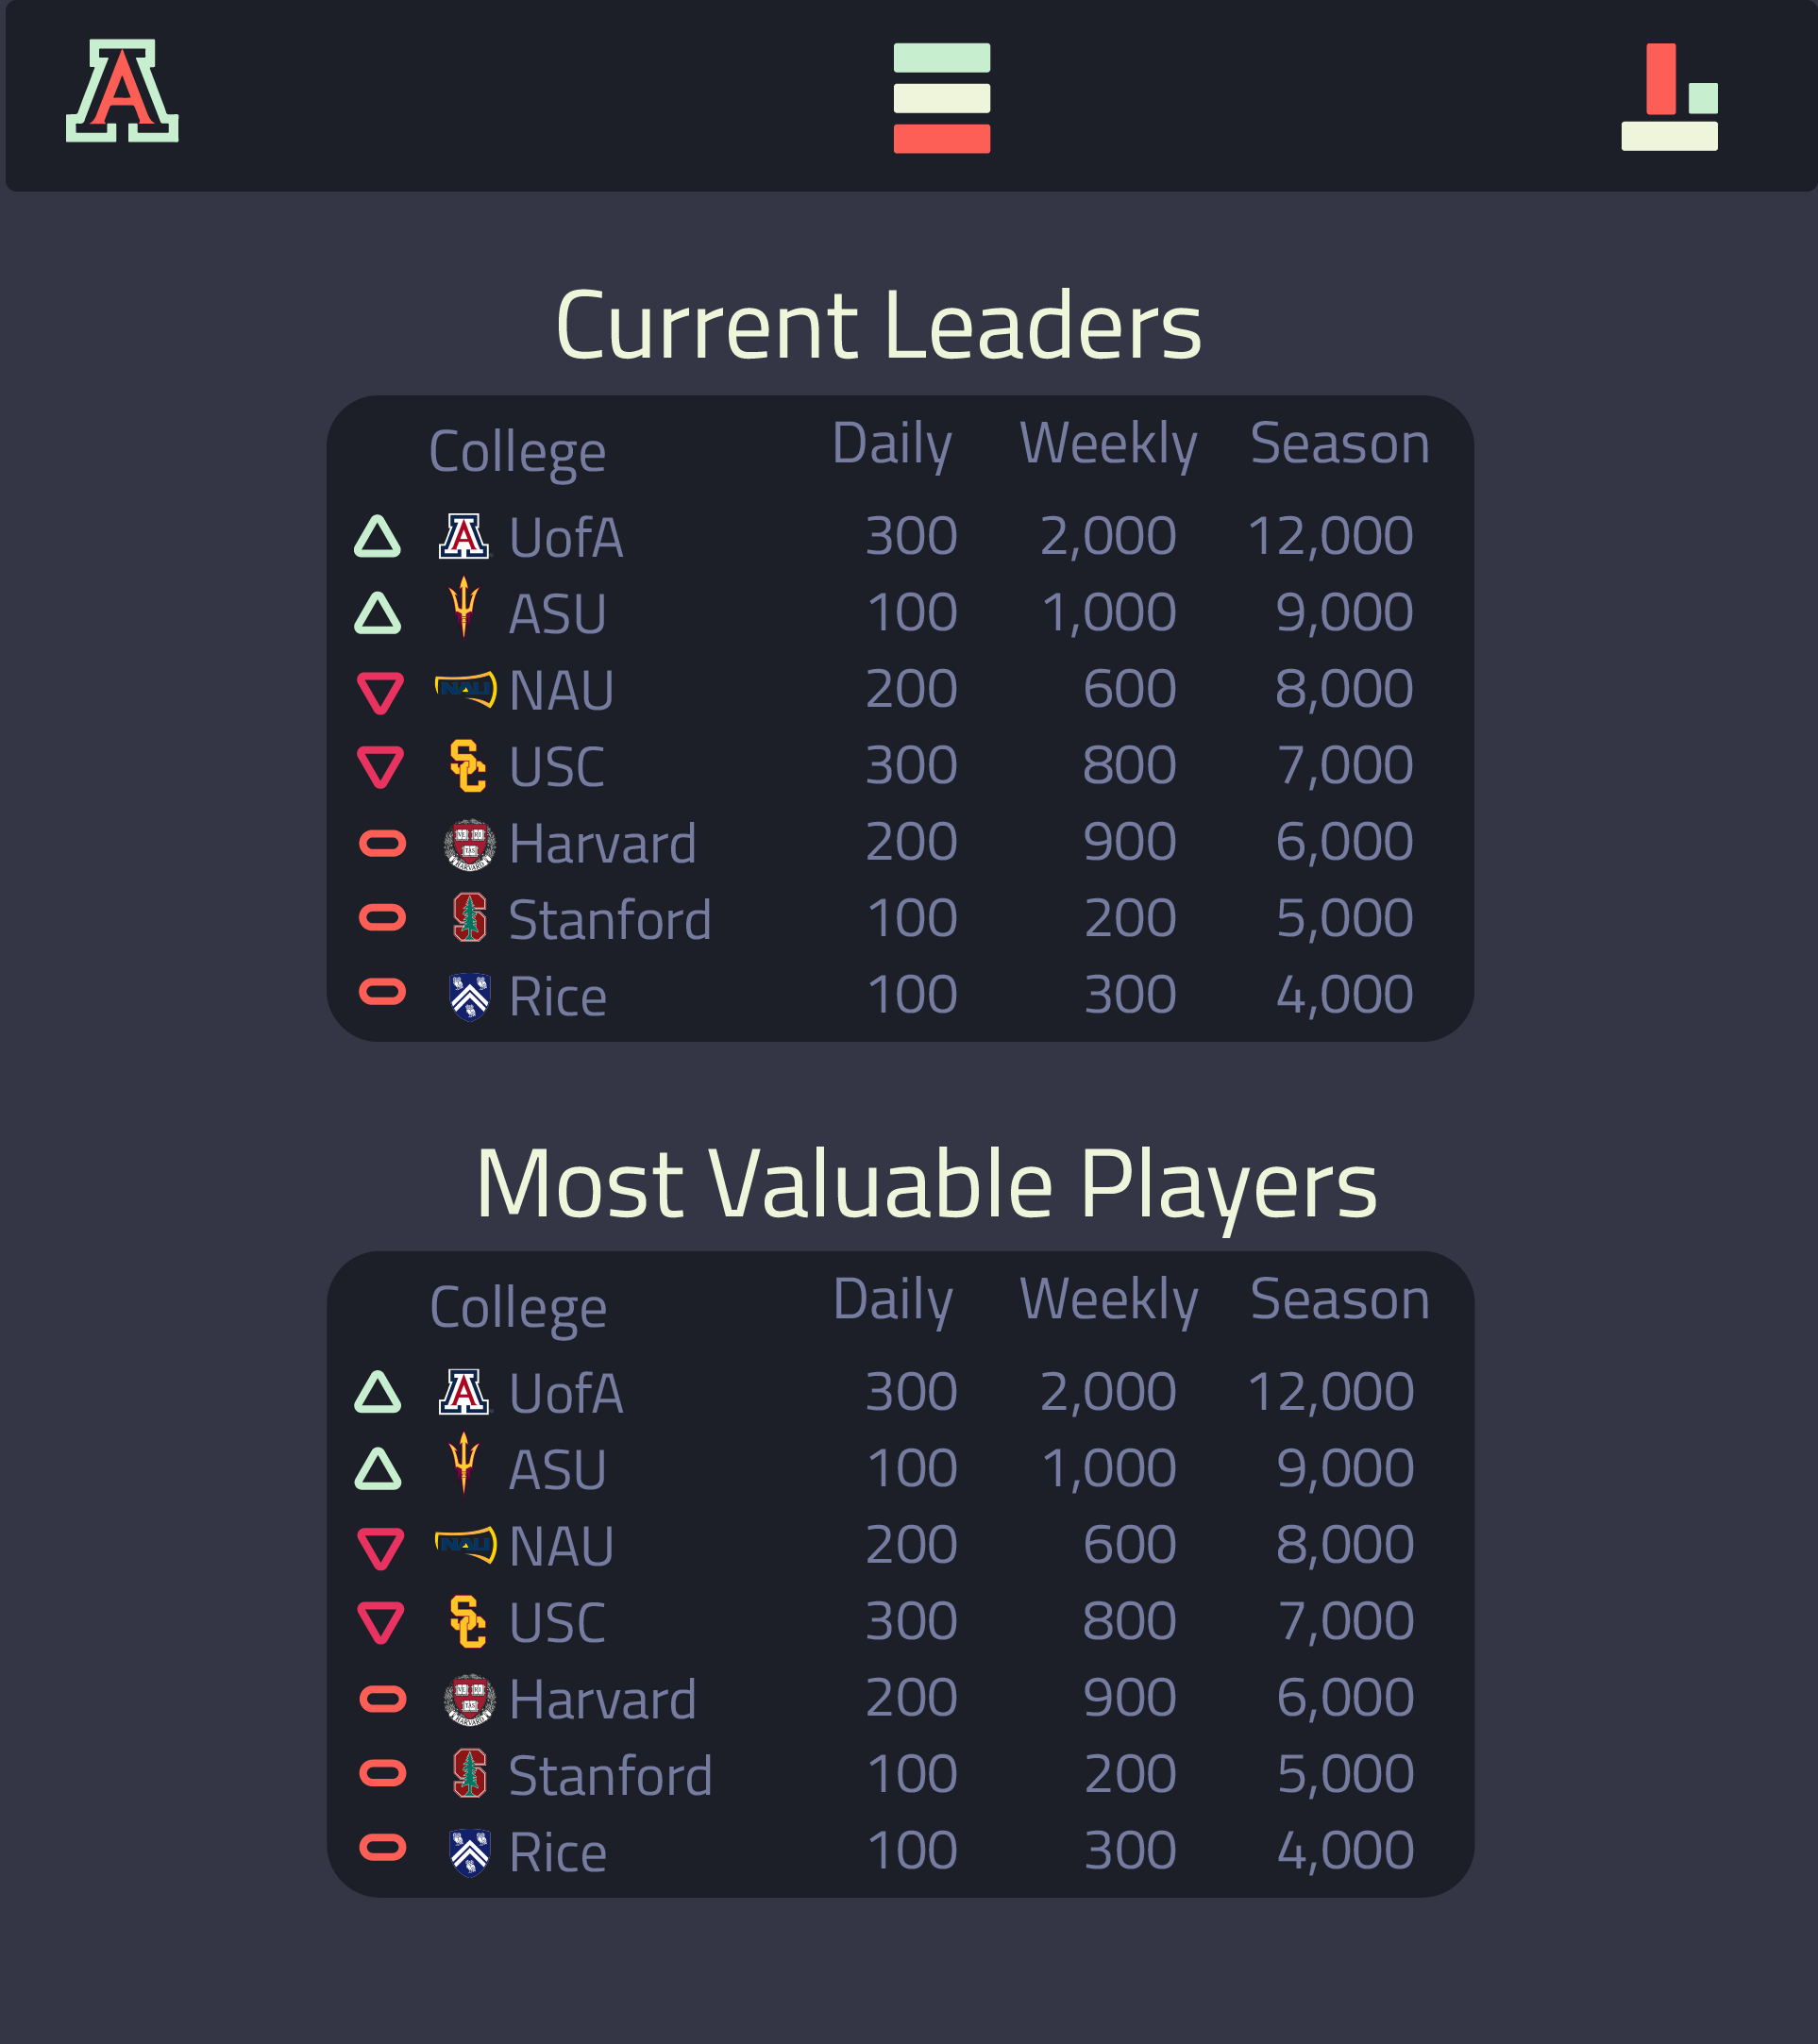 A
Current Leaders
College Daily Weekly Season
A UofA 300 2,000 12,000
ASU 100 1,000 9,000
NAU NAU 200 600 8,000
SC USC 300 800 7,000
Harvard 200 900 6,000
S Stanford 100 200 5,000
Rice 100 300 4,000
Most Valuable Players
College Daily Weekly Season
A UofA 300 2,000 12,000
ASU 100 1,000 9,000
NAU NAU 200 600 8,000
SC USC 300 800 7,000
Harvard 200 900 6,000
S Stanford 100 200 5,000
Rice 100 300 4,000